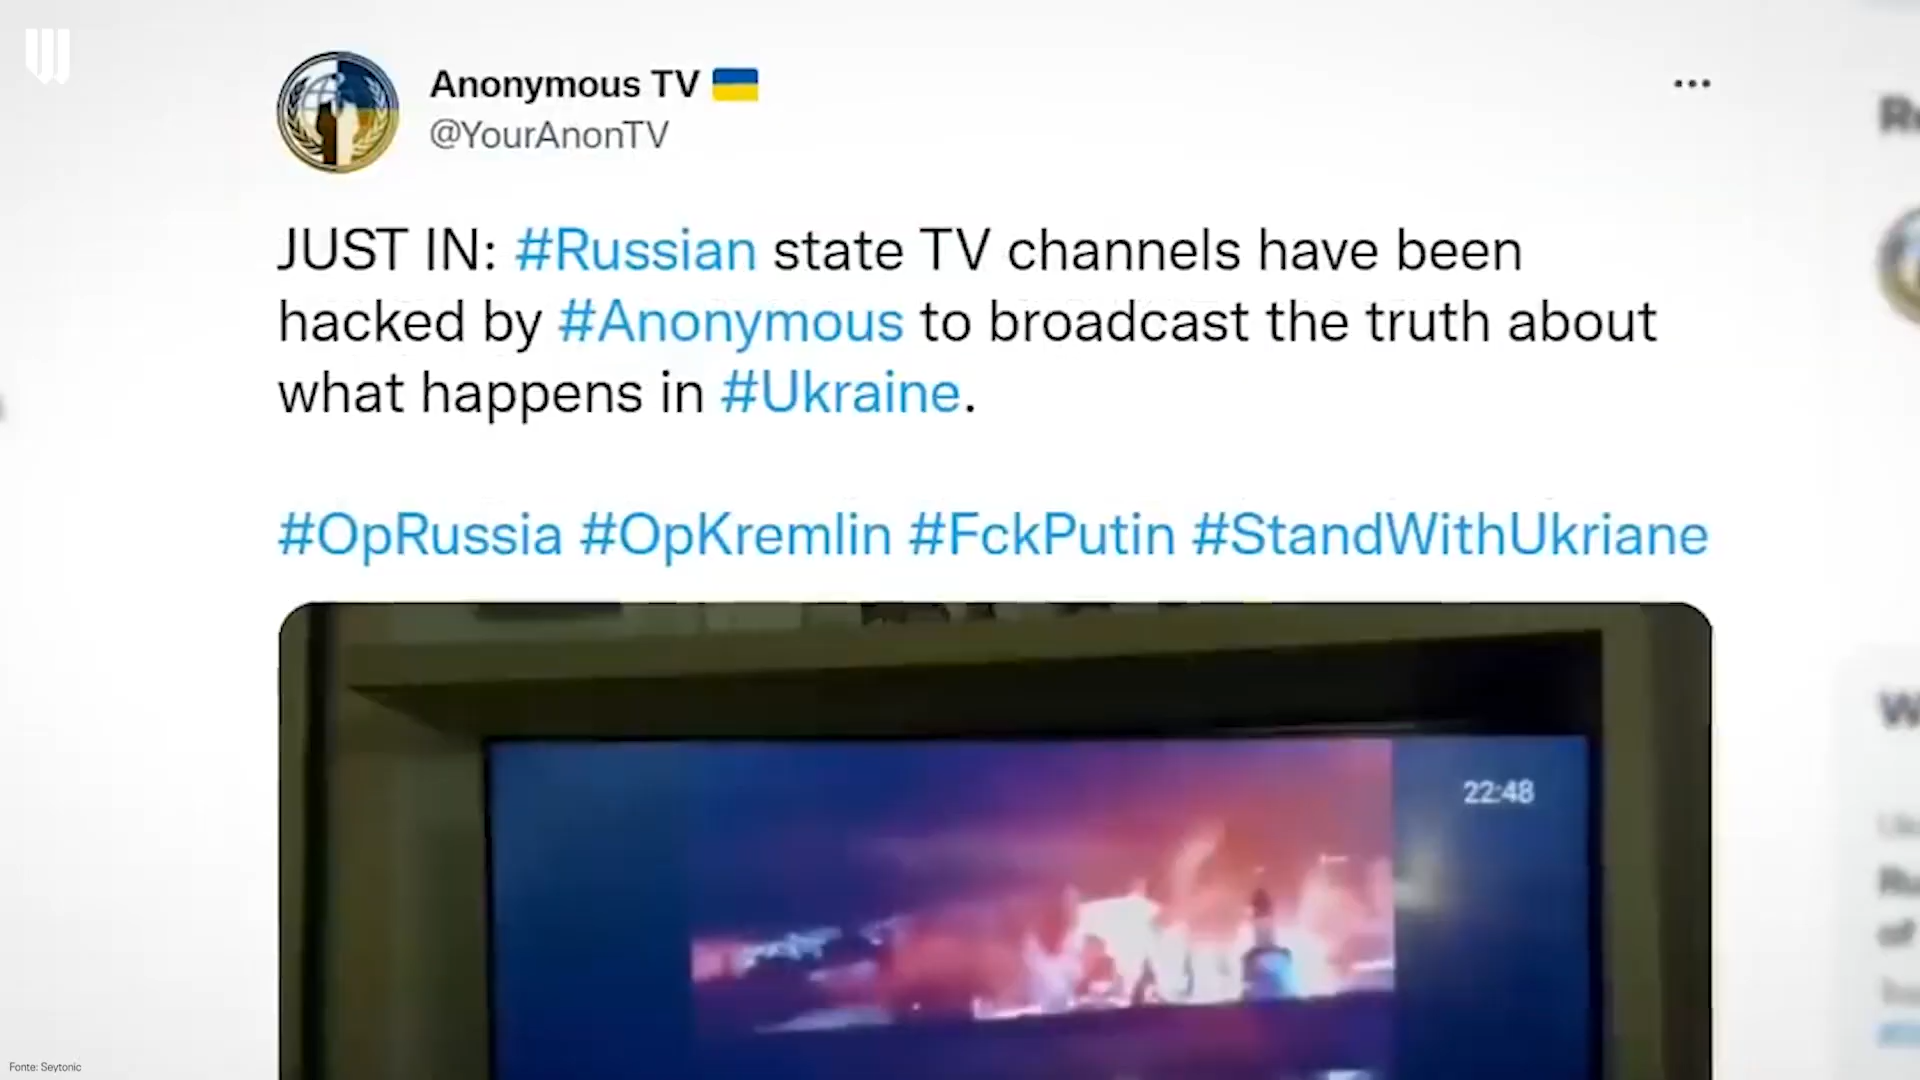 Anonymous TV
@YourAnonTV
JUST IN: #Russian state TV channels have been
hacked by #Anonymous to broadcast the truth about
what happens in #Ukraine.
#OpRussia #OpKremlin #FckPutin #StandWithUkriane
22:48
Fonte: Seytonic